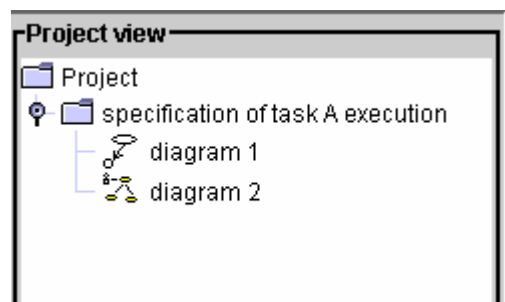 Project view
Project
specification of task A execution
diagram 1
diagram 2